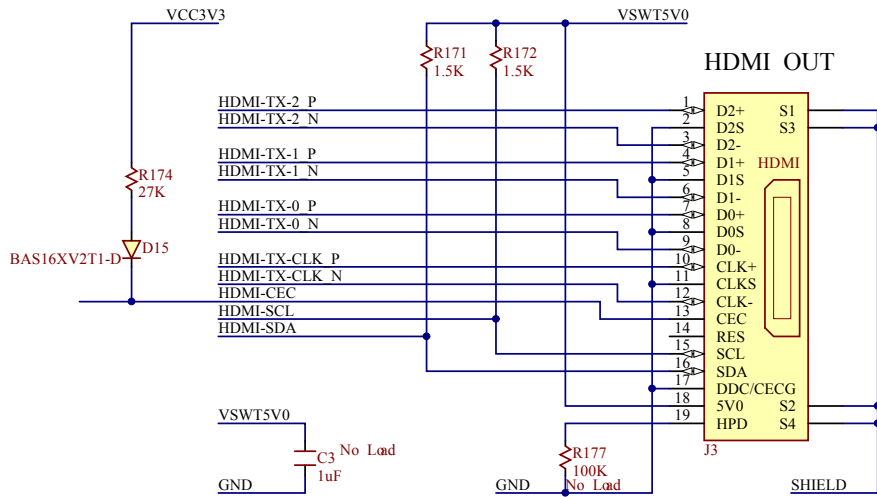 VCC3V3
VSWT5V0
R171
1.5K
R172
1.5K
HDMI OUT
HDMI-TX-2_P
HDMI-TX-2_N
HDMI-TX-1_P
HDMI-TX-1_N
HDMI-TX-0_P
HDMI-TX-0_N
HDMI-TX-CLK_P
HDMI-TX-CLK_N
HDMI-CEC
HDMI-SCL
HDMI-SDA
R174
27K
D15
BAS16XV2T1-D
1 D2+ S1
2 D2S S3
3 D2-
4 D1+ HDMI
5 D1S
6 D1-
7 D0+
8 D0S
9 D0-
10 CLK+
11 CLKS
12 CLK-
13 CEC
14 RES
15 SCL
16 SDA
17 DDC/CECG
18 5V0 S2
19 HPD S4
J3
VSWT5V0
C3 No Load
1uF
GND
R177
100K
No Load
GND
SHIELD